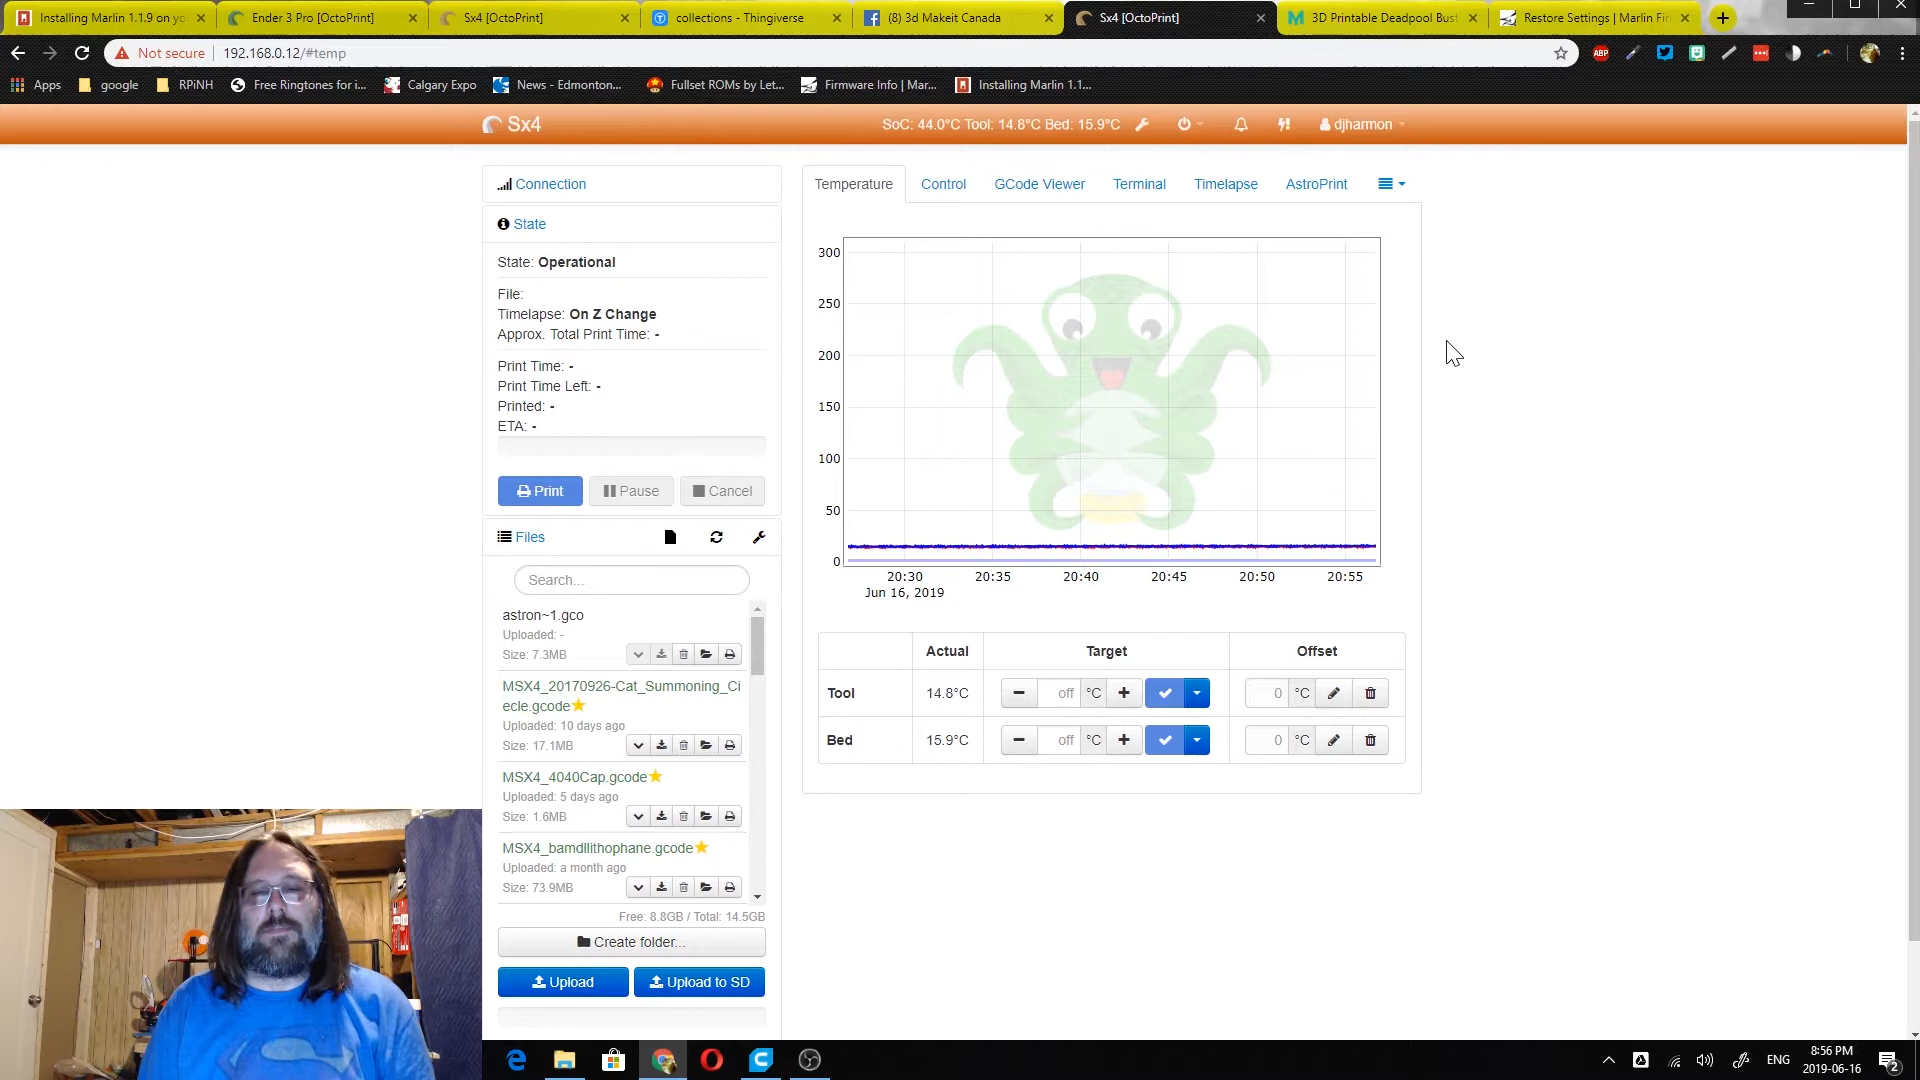 Installing Marlin 1.1.9 on yo
Ender 3 Pro [OctoPrint]
Sx4 [OctoPrint]
collections - Thingiverse
(8) 3d Makeit Canada
Sx4 [OctoPrint]
3D Printable Deadpool Bust
Restore Settings | Marlin Fir
Not secure
192.168.0.12/#temp
ABP
Apps
google
RPiNH
Free Ringtones for i...
Calgary Expo
News - Edmonton...
Fullset ROMs by Let...
Firmware Info | Mar...
Installing Marlin 1.1...
Sx4
SoC: 44.0°C Tool: 14.8°C Bed: 15.9°C
djharmon
Connection
State
State: Operational
File:
Timelapse: On Z Change
Approx. Total Print Time: -
Print Time: -
Print Time Left: -
Printed: -
ETA: -
Print
Pause
Cancel
Files
Search...
astron~1.gco
Uploaded: -
Size: 7.3MB
MSX4_20170926-Cat_Summoning_Ci
ecle.gcode
Uploaded: 10 days ago
Size: 17.1MB
MSX4_4040Cap.gcode
Uploaded: 5 days ago
Size: 1.6MB
MSX4_bamdllithophane.gcode
Uploaded: a month ago
Size: 73.9MB
Free: 8.8GB / Total: 14.5GB
Create folder...
Upload
Upload to SD
Temperature
Control
GCode Viewer
Terminal
Timelapse
AstroPrint
300
250
200
150
100
50
0
20:30
20:35
20:40
20:45
20:50
20:55
Jun 16, 2019
Actual
Target
Offset
Tool
14.8°C
off °C
0 °C
Bed
15.9°C
off °C
0 °C
ENG
8:56 PM
2019-06-16
2